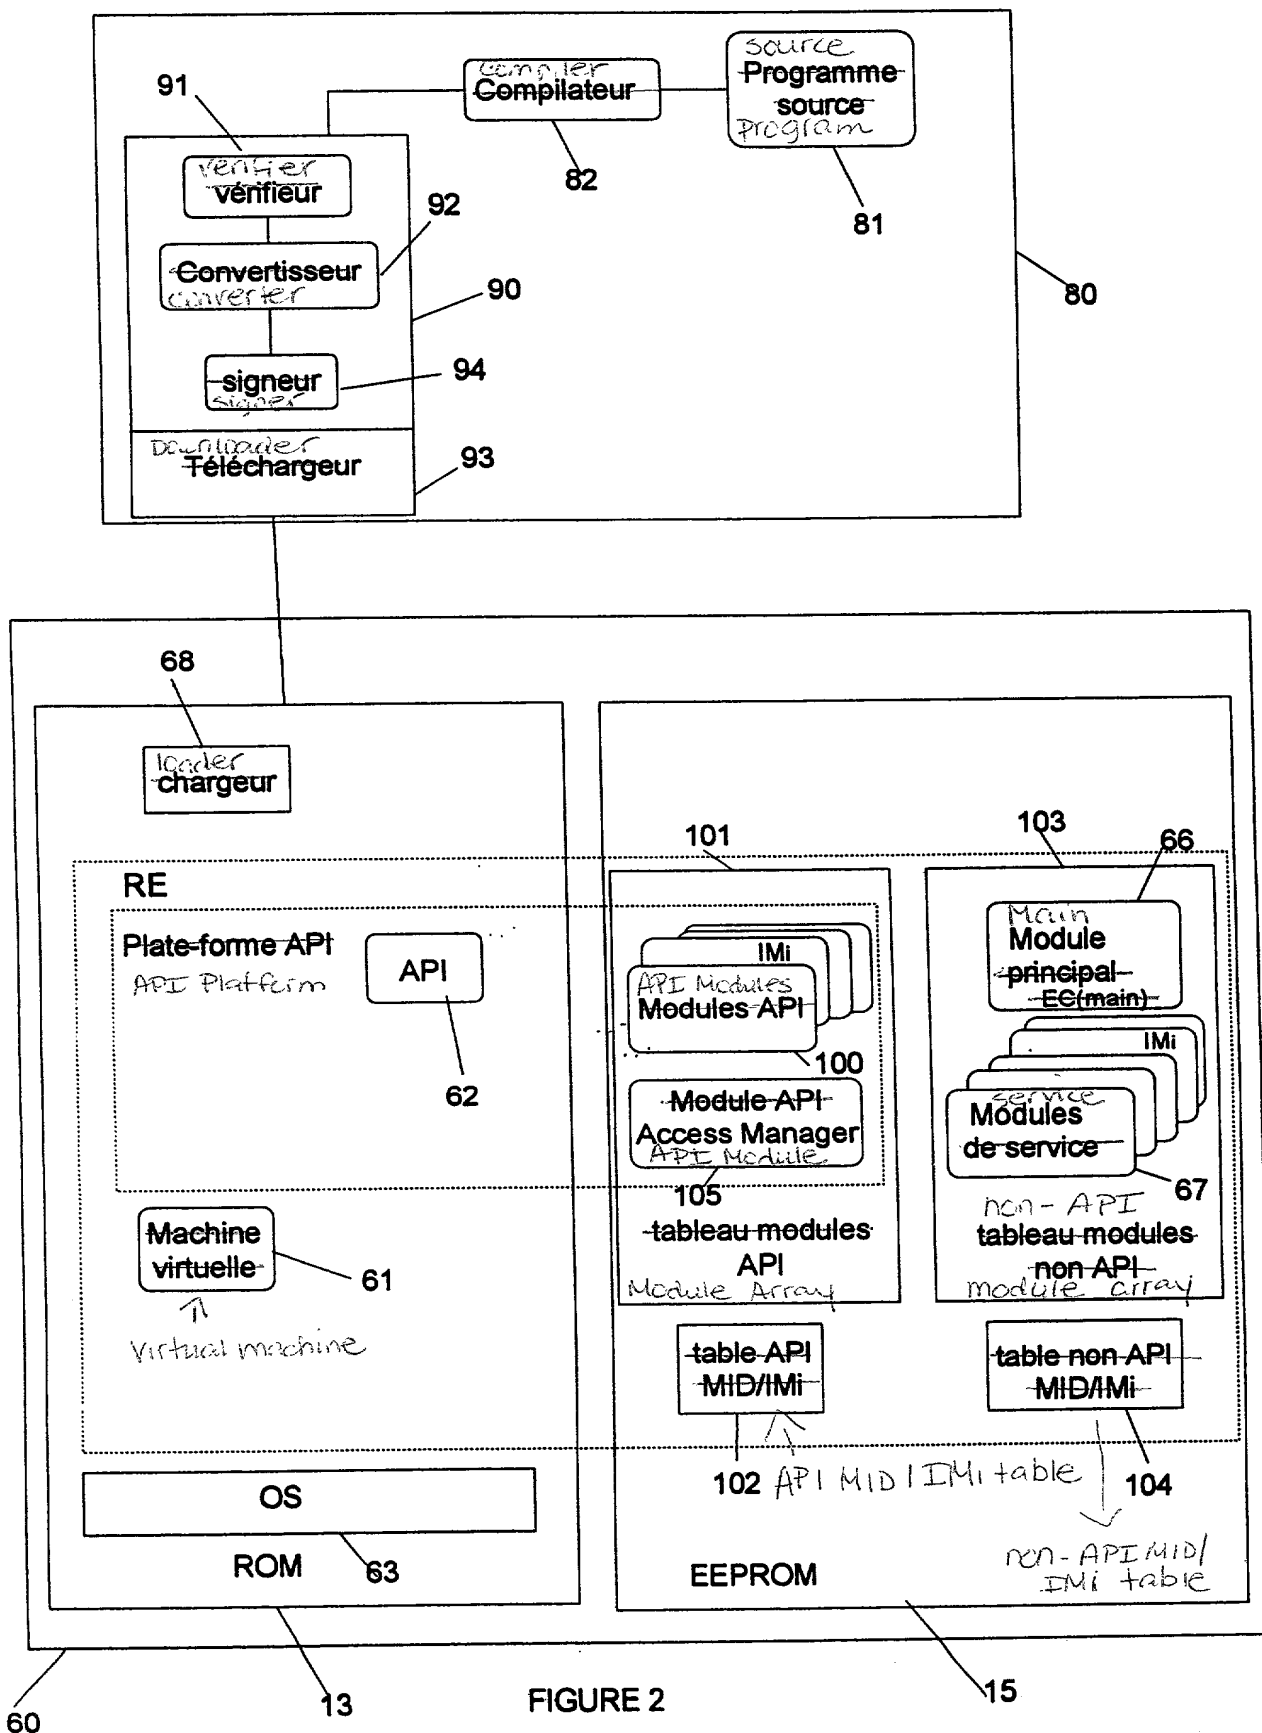 source
Programme
source
program
81
compiler
Compilateur
82
80
91
verifier
vérifieur
92
Convertisseur
converter
90
signeur
signer
94
Downloader
Téléchargeur
93
68
loader
chargeur
RE
Plate-forme API
API Platform
API
62
Machine
virtuelle
61
Virtual machine
OS
63
ROM
13
60
101
IMi
API Modules
Modules API
100
Module API
Access Manager
API Module
105
tableau modules
API
Module Array
table API
MID/IMi
102
API MID/IMi table
103
66
Main
Module
principal
EC(main)
IMi
service
Modules
de service
67
non-API
tableau modules
non API
module array
table non API
MID/IMi
104
non-API MID/
IMi table
EEPROM
15
FIGURE 2